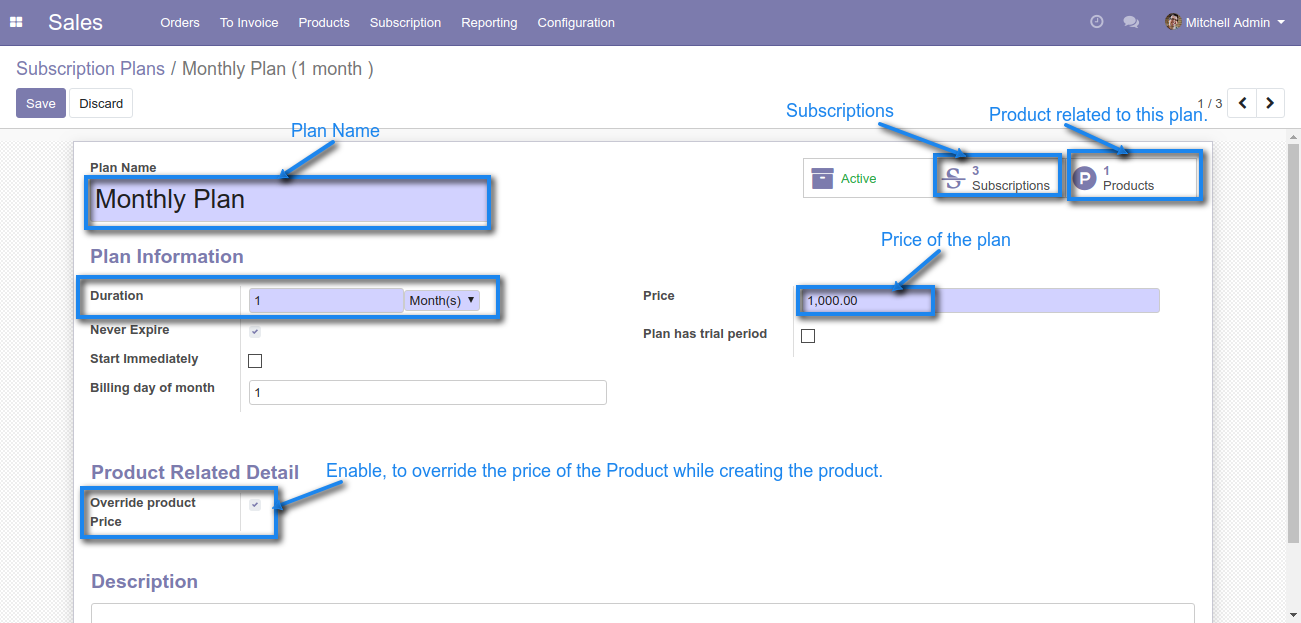 Sales Orders To Invoice Products Subscription Reporting Configuration Mitchell Admin
Subscription Plans / Monthly Plan (1 month )
Save Discard
1 / 3
Subscriptions
Product related to this plan.
Plan Name
Plan Name
Active
3
Subscriptions
P
1
Products
Monthly Plan
Price of the plan
Plan Information
Duration 1 Month(s)
Price 1,000.00
Never Expire
Plan has trial period
Start Immediately
Billing day of month 1
Product Related Detail
Enable, to override the price of the Product while creating the product.
Override product
Price
Description